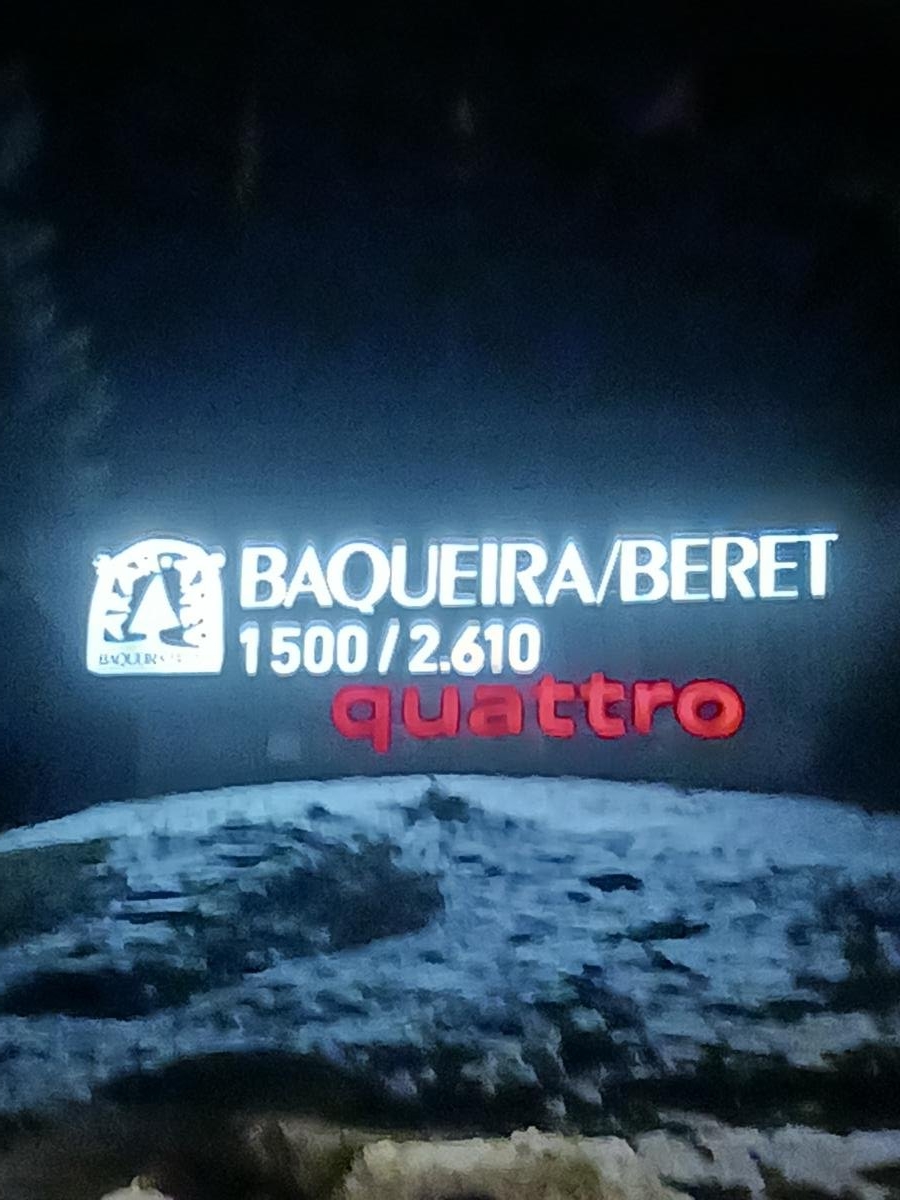 BAQUEIRA/BERET
1500/2.610
quattro